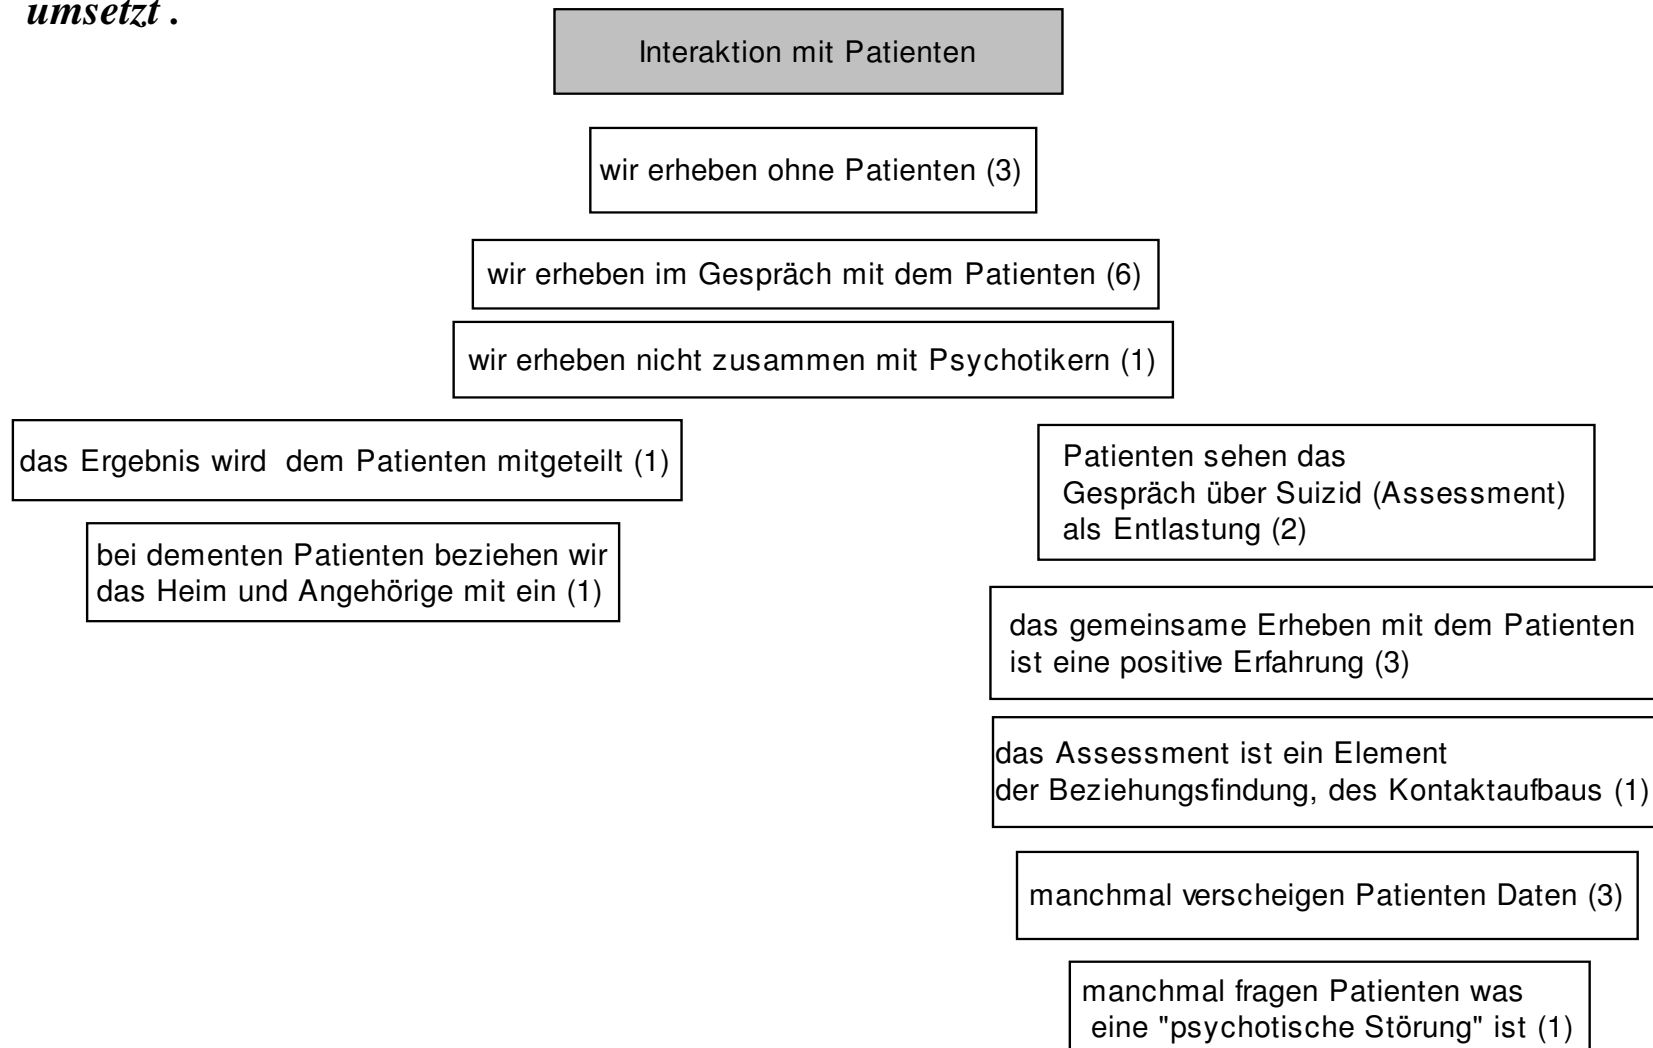 umsetzt .
Interaktion mit Patienten
wir erheben ohne Patienten (3)
wir erheben im Gespräch mit dem Patienten (6)
wir erheben nicht zusammen mit Psychotikern (1)
das Ergebnis wird  dem Patienten mitgeteilt (1)
bei dementen Patienten beziehen wir
das Heim und Angehörige mit ein (1)
Patienten sehen das
Gespräch über Suizid (Assessment)
als Entlastung (2)
das gemeinsame Erheben mit dem Patienten
ist eine positive Erfahrung (3)
das Assessment ist ein Element
der Beziehungsfindung, des Kontaktaufbaus (1)
manchmal verscheigen Patienten Daten (3)
manchmal fragen Patienten was
eine "psychotische Störung" ist (1)